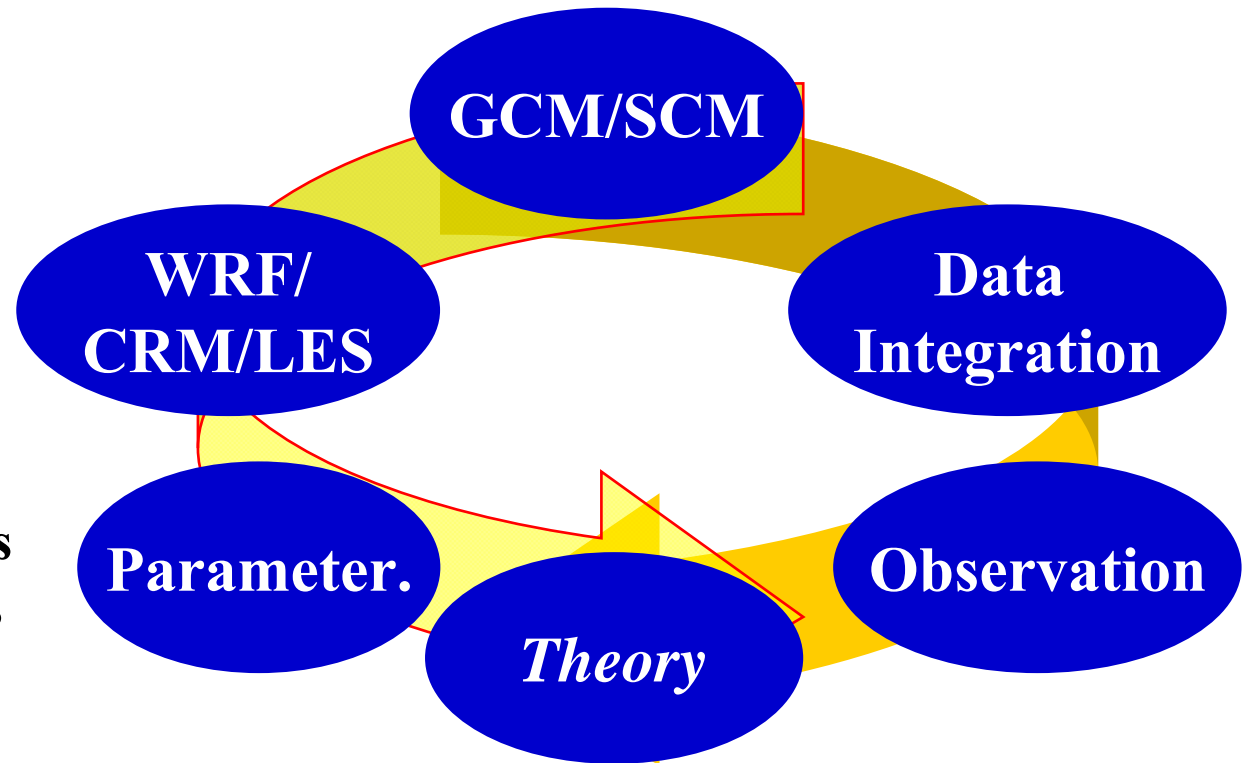 GCM/SCM
WRF/
CRM/LES
Data
Integration
Parameter.
Observation
Theory